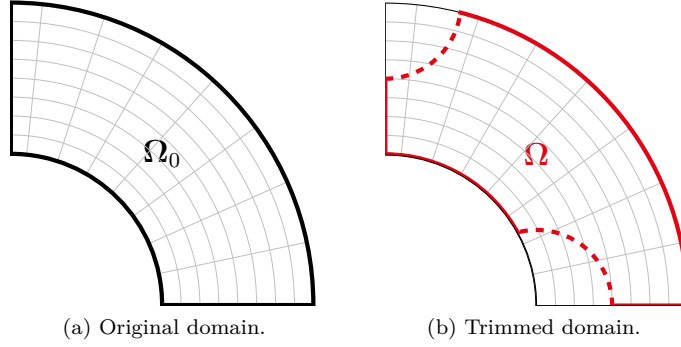 Ω₀
Ω
(a) Original domain.
(b) Trimmed domain.